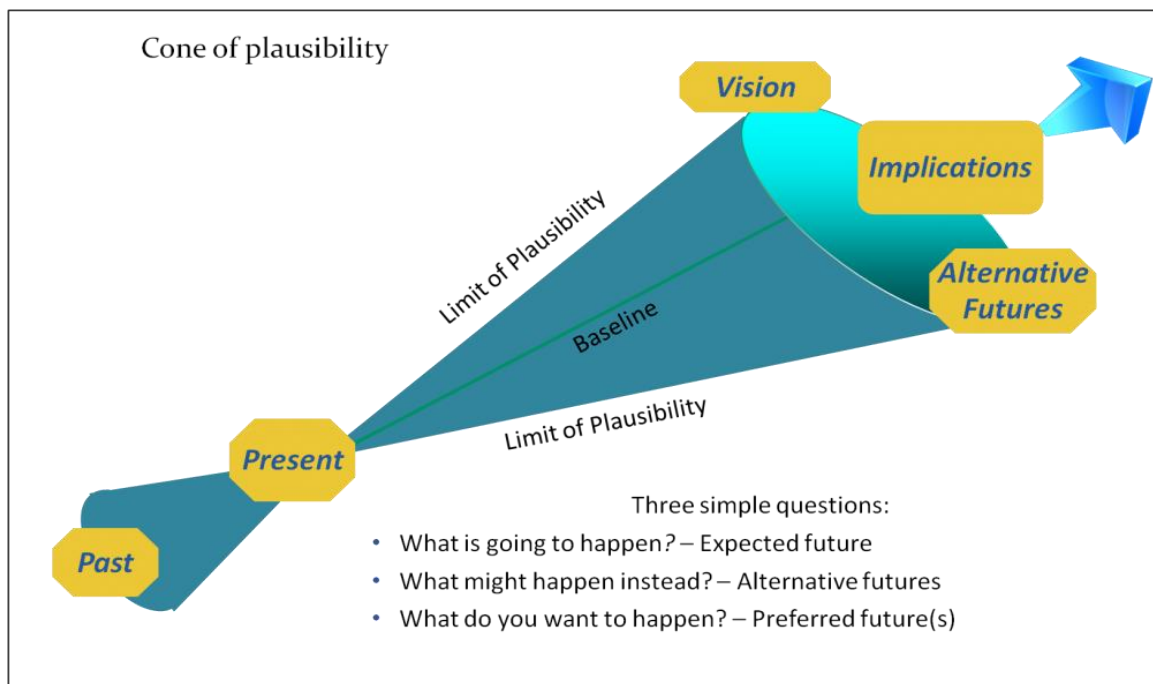 Cone of plausibility
Vision
Implications
Alternative
Futures
Limit of Plausibility
Baseline
Limit of Plausibility
Present
Past
Three simple questions:
• What is going to happen? – Expected future
• What might happen instead? – Alternative futures
• What do you want to happen? – Preferred future(s)